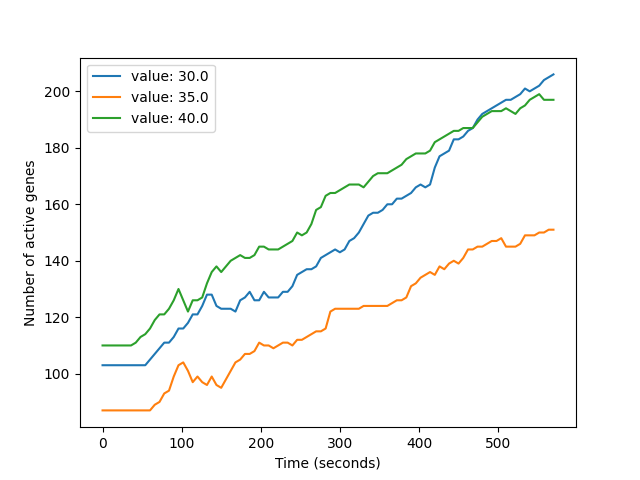 value: 30.0
value: 35.0
value: 40.0
200
180
160
140
120
100
Number of active genes
0 100 200 300 400 500
Time (seconds)